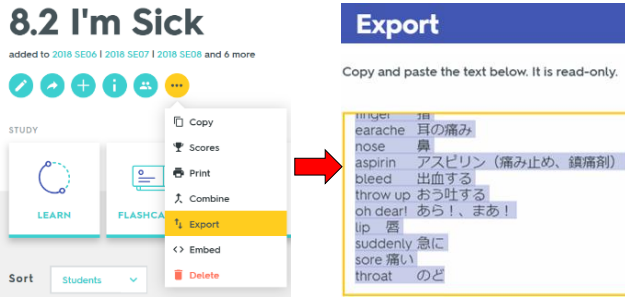 8.2 I'm Sick
added to 2018 SE06 | 2018 SE07 | 2018 SE08 and 6 more
STUDY
LEARN
FLASHCA
Copy
Scores
Print
Combine
Export
Embed
Delete
Sort
Students
Export
Copy and paste the text below. It is read-only.
finger 指
earache 耳の痛み
nose 鼻
aspirin アスピリン（痛み止め、鎮痛剤）
bleed 出血する
throw up おう吐する
oh dear! あら！、まあ！
lip 唇
suddenly 急に
sore 痛い
throat のど